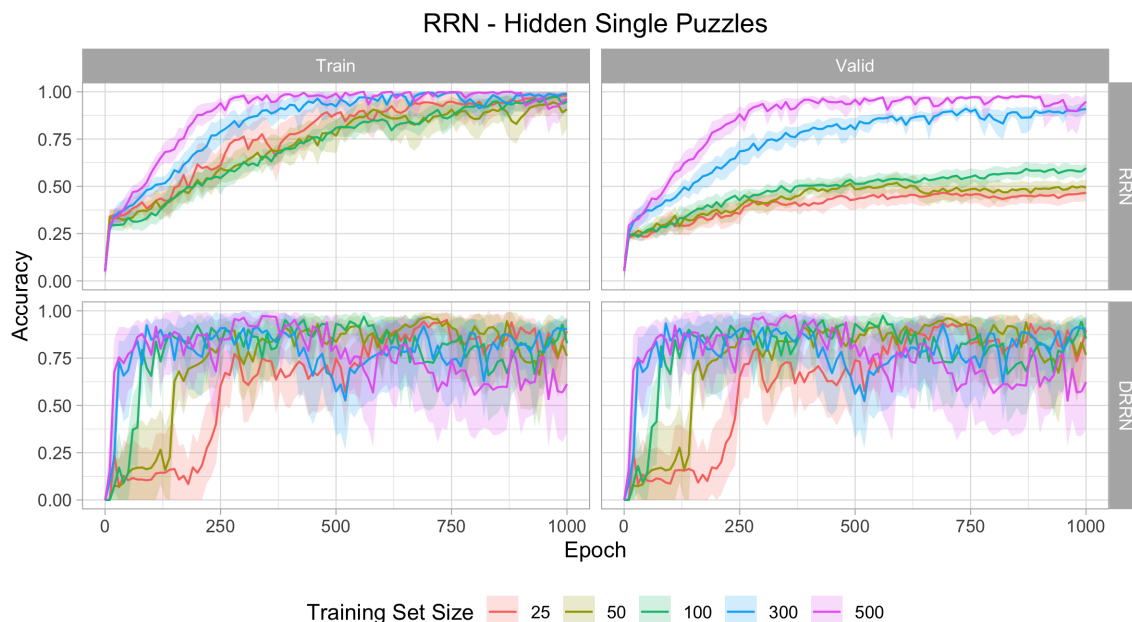 RRN - Hidden Single Puzzles
Train Valid
1.00
0.75
0.50
0.25
0.00
RRN
1.00
0.75
0.50
0.25
0.00
DRRN
Accuracy
0 250 500 750 1000 0 250 500 750 1000
Epoch
Training Set Size 25 50 100 300 500